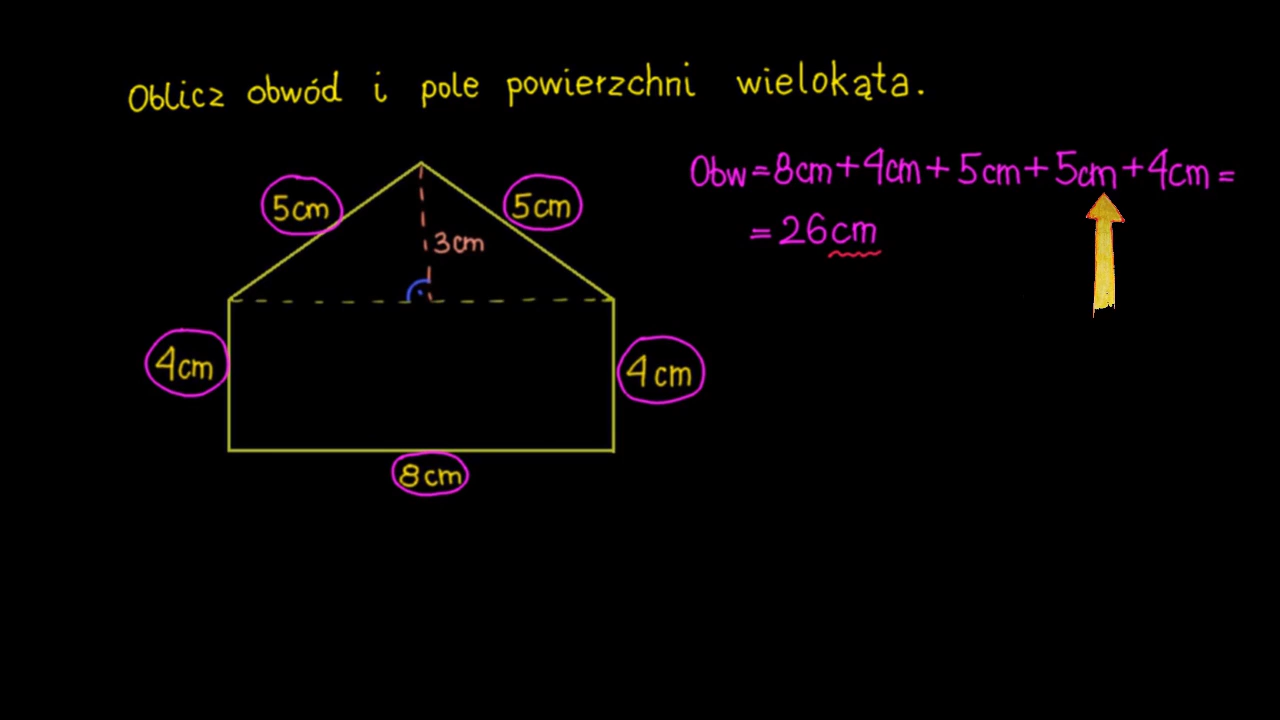 Oblicz obwód i pole powierzchni wielokąta.
Obw = 8cm + 4cm + 5cm + 5cm + 4cm =
= 26cm
5cm
5cm
3cm
4cm
4cm
8cm